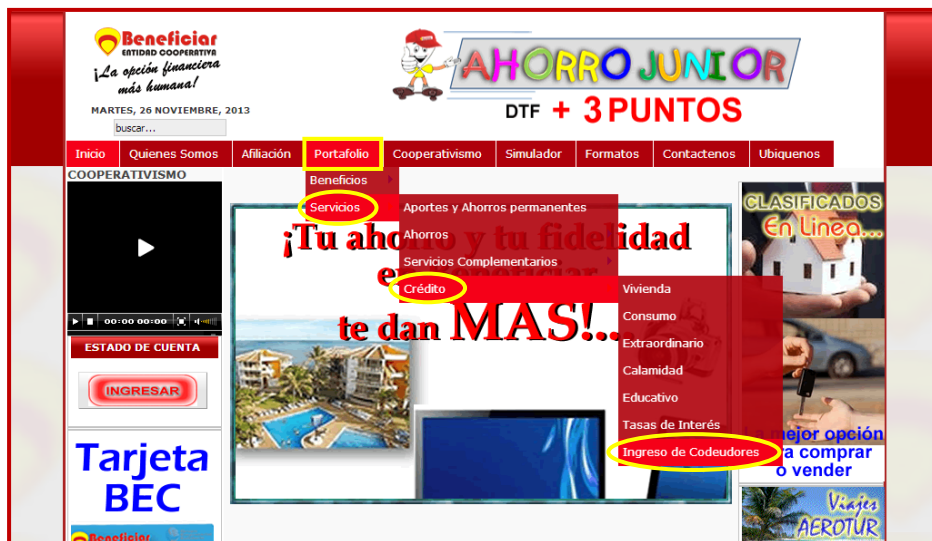 Beneficiar
ENTIDAD COOPERATIVA
¡La opción financiera
más humana!
MARTES, 26 NOVIEMBRE, 2013
buscar...
AHORRO JUNIOR
DTF + 3 PUNTOS
Inicio Quienes Somos Afiliación Portafolio Cooperativismo Simulador Formatos Contactenos Ubiquenos
COOPERATIVISMO
00:00 00:00
ESTADO DE CUENTA
INGRESAR
Tarjeta
BEC
Beneficiar
Beneficios
Servicios
Aportes y Ahorros permanentes
Ahorros
Servicios Complementarios
Crédito
Vivienda
Consumo
Extraordinario
Calamidad
Educativo
Tasas de Interés
Ingreso de Codeudores
¡Tu ahorro y tu fidelidad
en Beneficiar
te dan MAS!...
CLASIFICADOS
En Linea...
La mejor opción
para comprar
o vender
Viajes
AEROTUR